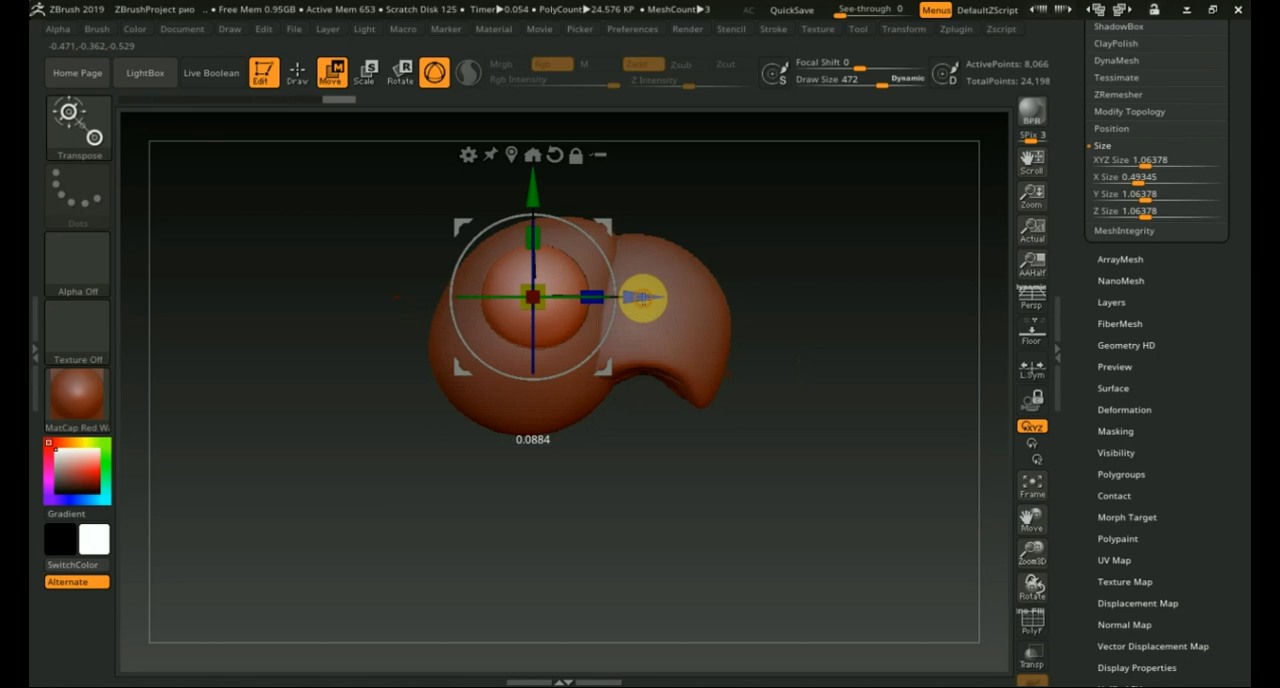 ZBrush 2019 ZBrushProject рио .. • Free Mem 0.95GB • Active Mem 653 • Scratch Disk 125 • Timer▶0.054 • PolyCount▶24.576 KP • MeshCount▶3 AC QuickSave See-through 0 Menus DefaultZScript
Alpha Brush Color Document Draw Edit File Layer Light Macro Marker Material Movie Picker Preferences Render Stencil Stroke Texture Tool Transform Zplugin Zscript
-0.471,-0.362,-0.529
Home Page LightBox Live Boolean Edit Draw Move Scale Rotate
Mrgb Rgb M Zadd Zsub Zcut
Rgb Intensity Z Intensity
S Focal Shift 0
Draw Size 472 Dynamic D
ActivePoints: 8,066
TotalPoints: 24,198
Transpose
Dots
Alpha Off
Texture Off
MatCap Red W
Gradient
SwitchColor
Alternate
0.0884
BPR
SPix 3
Scroll
Zoom
Actual
AAHalf
Dynamic
Persp
Floor
L.Sym
XYZ
Frame
Move
Zoom3D
Rotate
Line Fill
PolyF
Transp
ShadowBox
ClayPolish
DynaMesh
Tessimate
ZRemesher
Modify Topology
Position
Size
XYZ Size 1.06378
X Size 0.49345
Y Size 1.06378
Z Size 1.06378
MeshIntegrity
ArrayMesh
NanoMesh
Layers
FiberMesh
Geometry HD
Preview
Surface
Deformation
Masking
Visibility
Polygroups
Contact
Morph Target
Polypaint
UV Map
Texture Map
Displacement Map
Normal Map
Vector Displacement Map
Display Properties